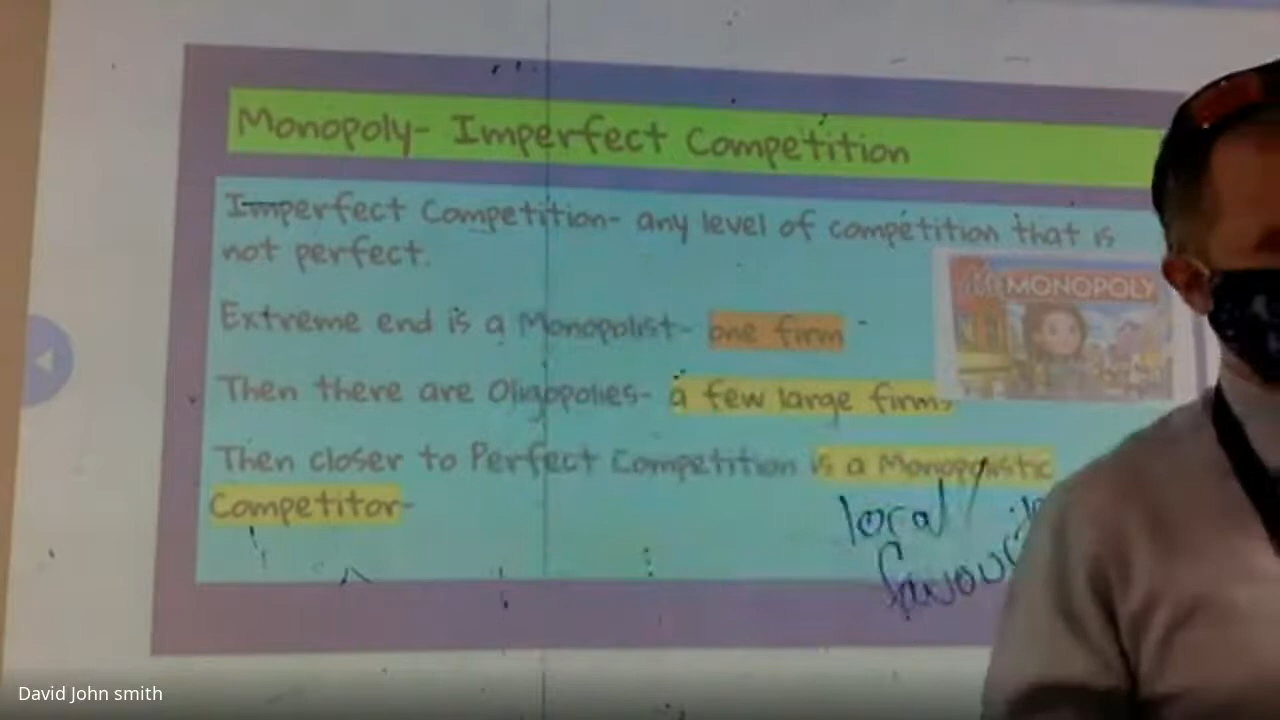 Monopoly- Imperfect Competition
Imperfect Competition- any level of competition that is
not perfect.
MONOPOLY
Extreme end is a Monopolist- one firm
Then there are Oligopolies- a few large firms
Then closer to Perfect Competition is a Monopolistic
Competitor-
local
favourite
David John smith